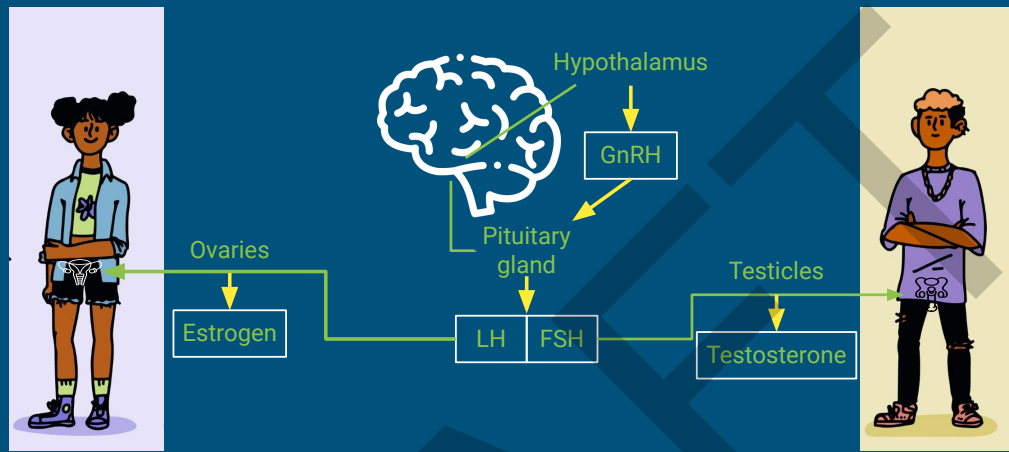 Hypothalamus
GnRH
Pituitary
gland
Ovaries
Testicles
Estrogen
LH
FSH
Testosterone